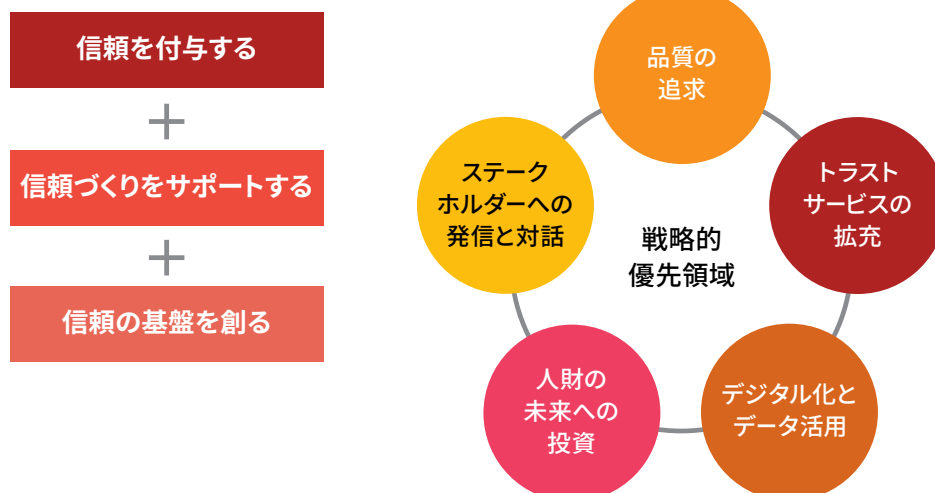 信頼を付与する
+
信頼づくりをサポートする
+
信頼の基盤を創る
品質の
追求
トラスト
サービスの
拡充
デジタル化と
データ活用
人財の
未来への
投資
ステーク
ホルダーへの
発信と対話
戦略的
優先領域